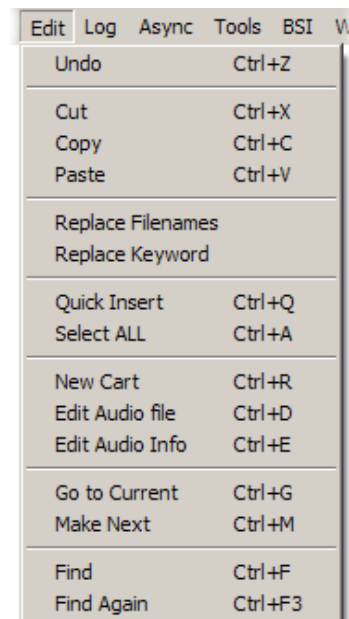 Edit Log Async Tools BSI
Undo Ctrl+Z
Cut Ctrl+X
Copy Ctrl+C
Paste Ctrl+V
Replace Filenames
Replace Keyword
Quick Insert Ctrl+Q
Select ALL Ctrl+A
New Cart Ctrl+R
Edit Audio file Ctrl+D
Edit Audio Info Ctrl+E
Go to Current Ctrl+G
Make Next Ctrl+M
Find Ctrl+F
Find Again Ctrl+F3